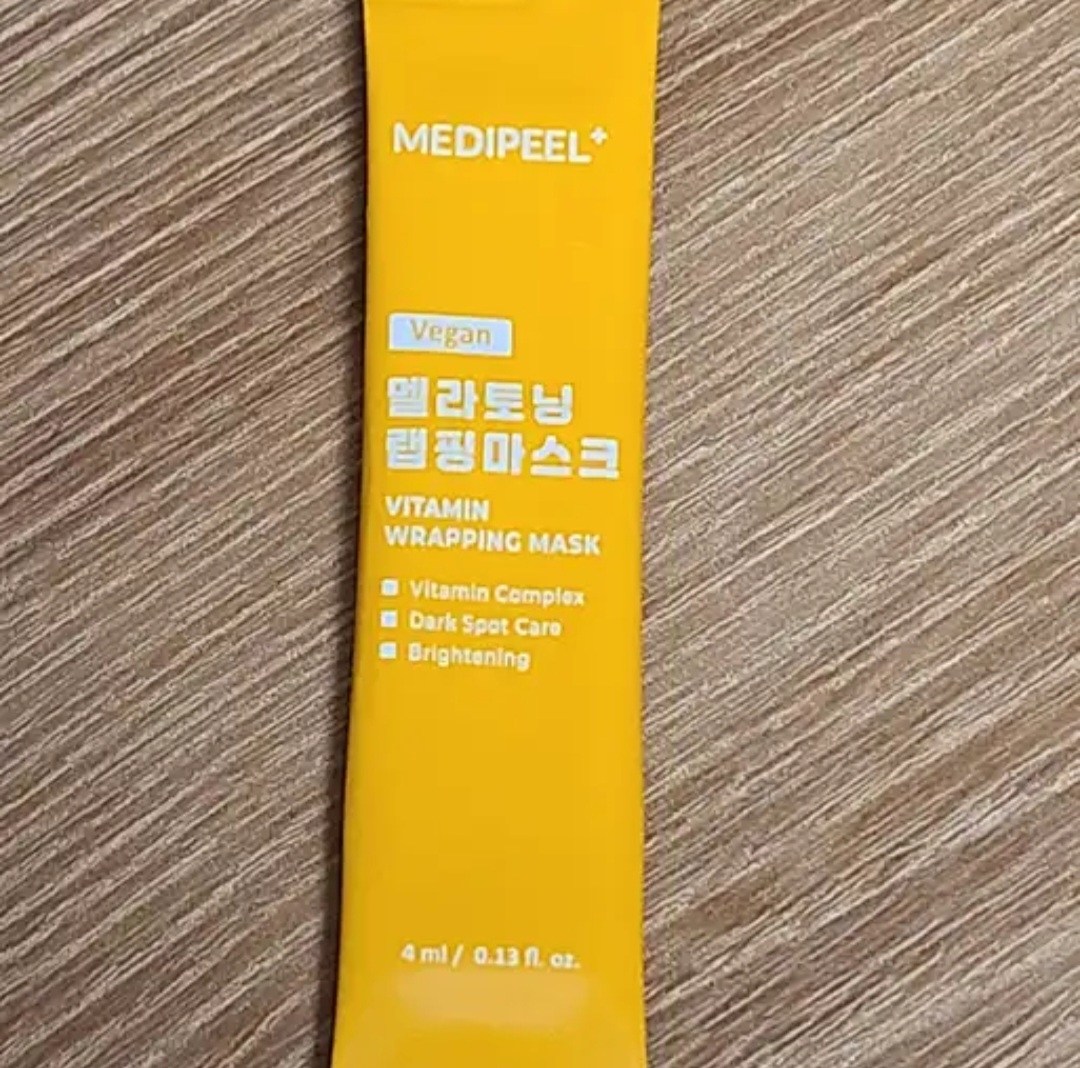 MEDIPEEL+
Vegan
멜라토닝
랩핑마스크
VITAMIN
WRAPPING MASK
Vitamin Complex
Dark Spot Care
Brightening
4 ml / 0.13 fl. oz.